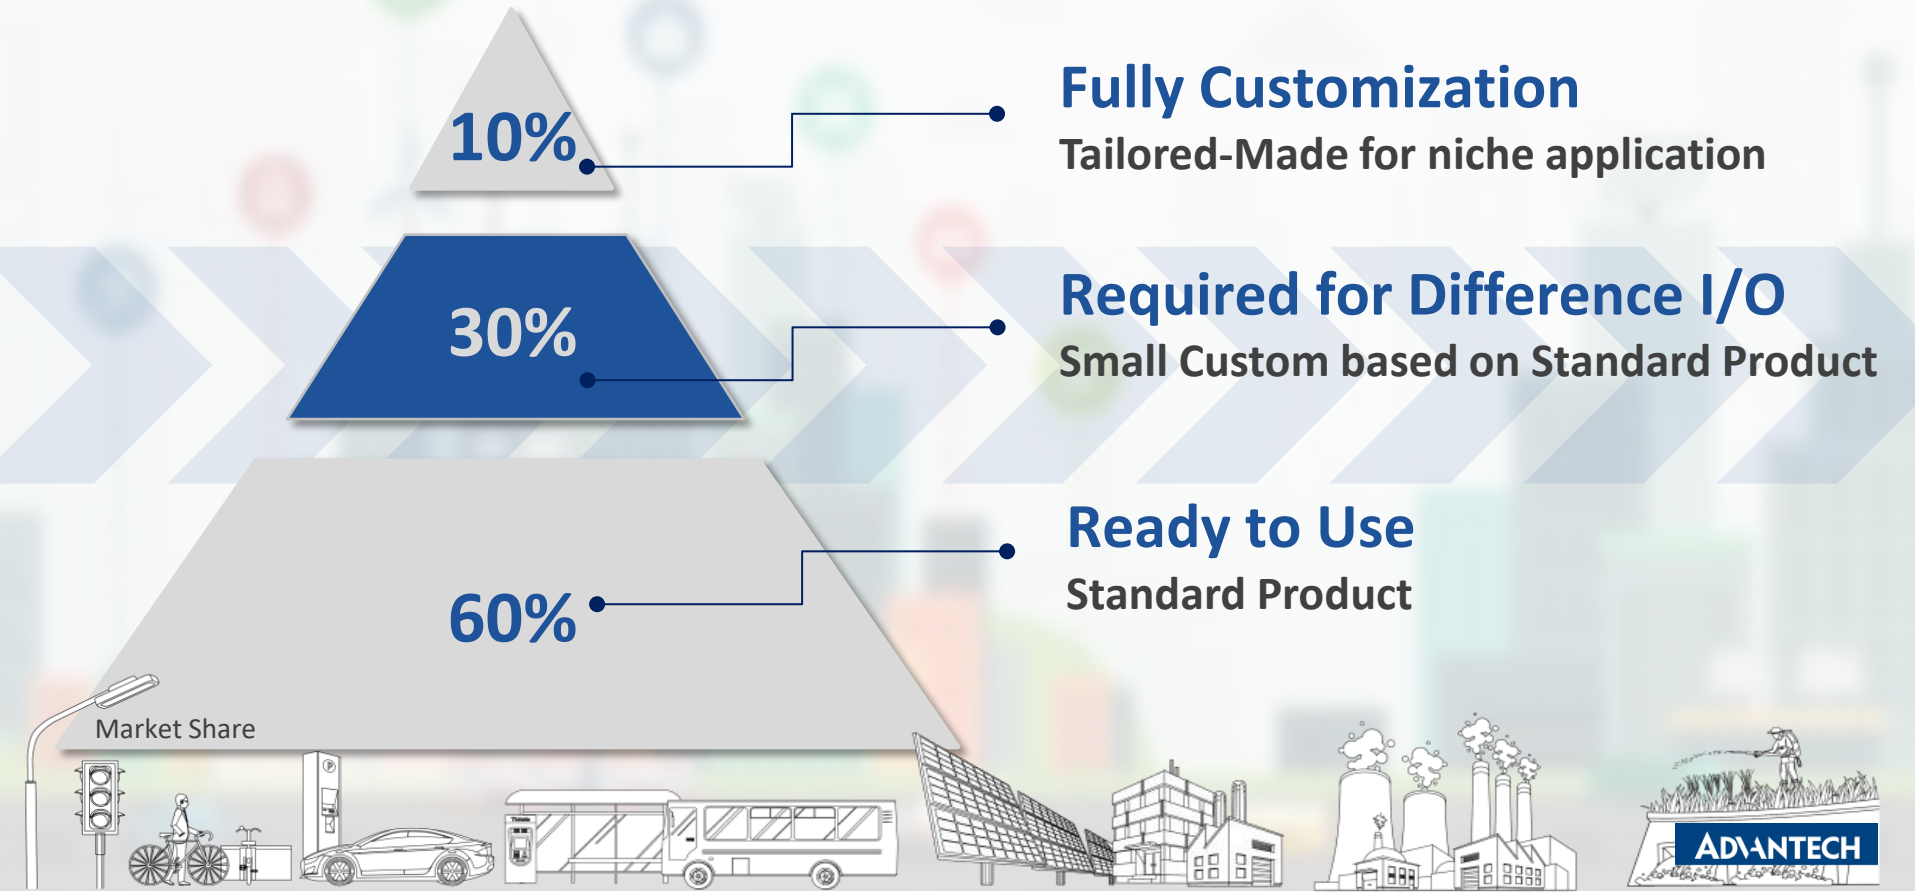 10%
Fully Customization
Tailored-Made for niche application
30%
Required for Difference I/O
Small Custom based on Standard Product
60%
Ready to Use
Standard Product
Market Share
P
Tickets
ADVANTECH